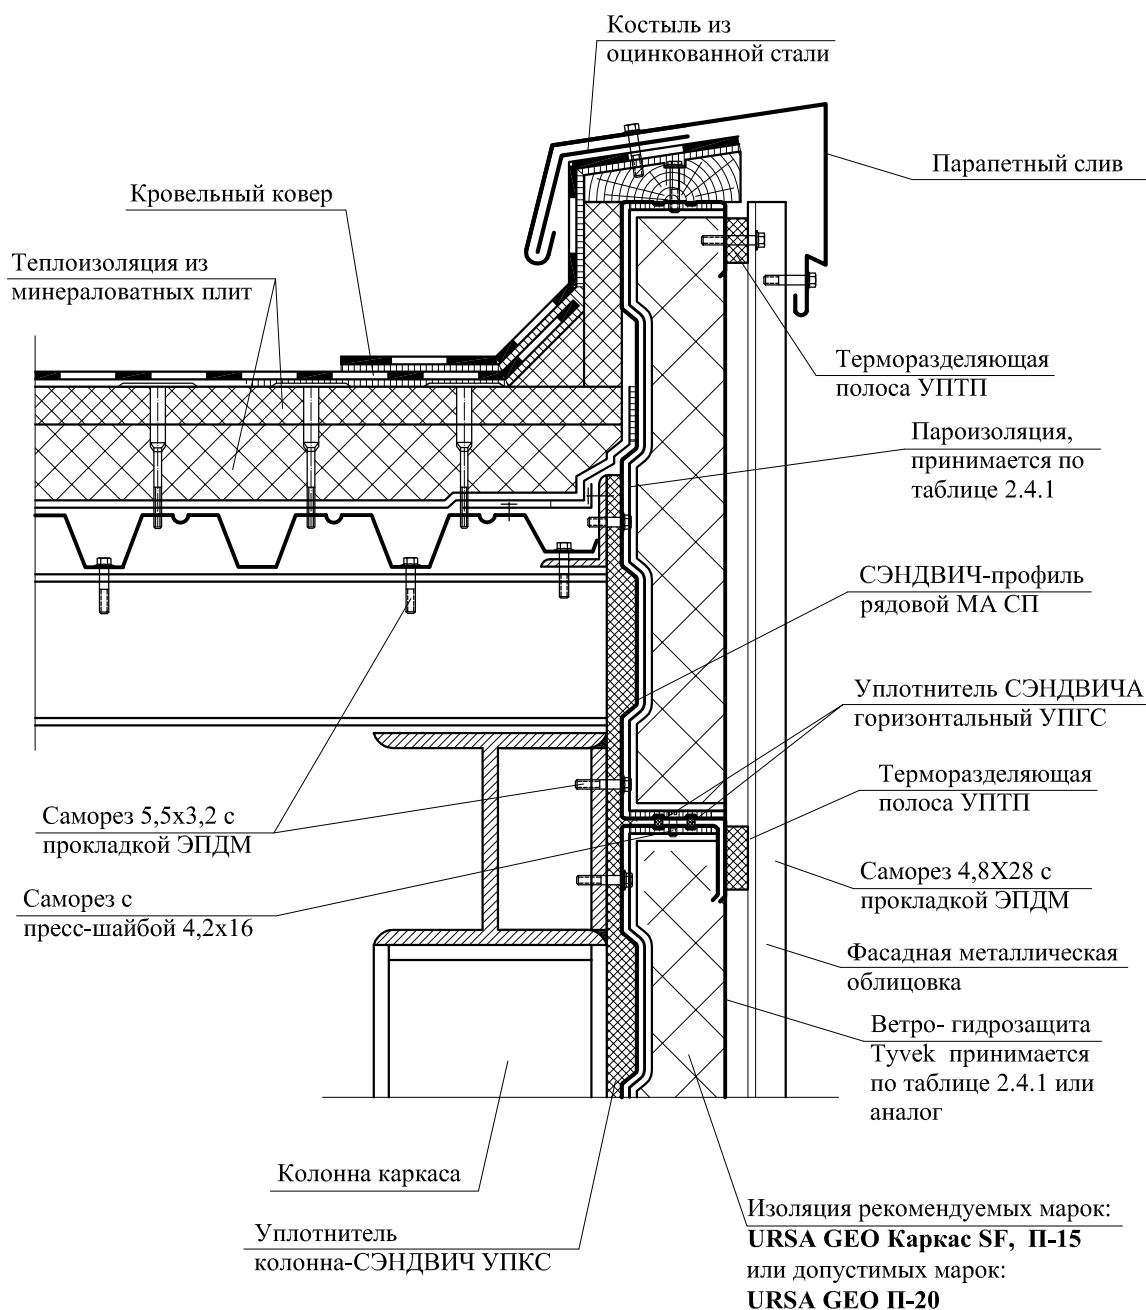 Костыль из
оцинкованной стали
Парапетный слив
Кровельный ковер
Теплоизоляция из
минераловатных плит
Терморазделяющая
полоса УПТП
Пароизоляция,
принимается по
таблице 2.4.1
СЭНДВИЧ-профиль
рядовой МА СП
Уплотнитель СЭНДВИЧА
горизонтальный УПГС
Терморазделяющая
полоса УПТП
Саморез 5,5х3,2 с
прокладкой ЭПДМ
Саморез 4,8Х28 с
прокладкой ЭПДМ
Саморез с
пресс-шайбой 4,2х16
Фасадная металлическая
облицовка
Ветро- гидрозащита
Tyvek принимается
по таблице 2.4.1 или
аналог
Колонна каркаса
Уплотнитель
колонна-СЭНДВИЧ УПКС
Изоляция рекомендуемых марок:
URSA GEO Каркас SF, П-15
или допустимых марок:
URSA GEO П-20